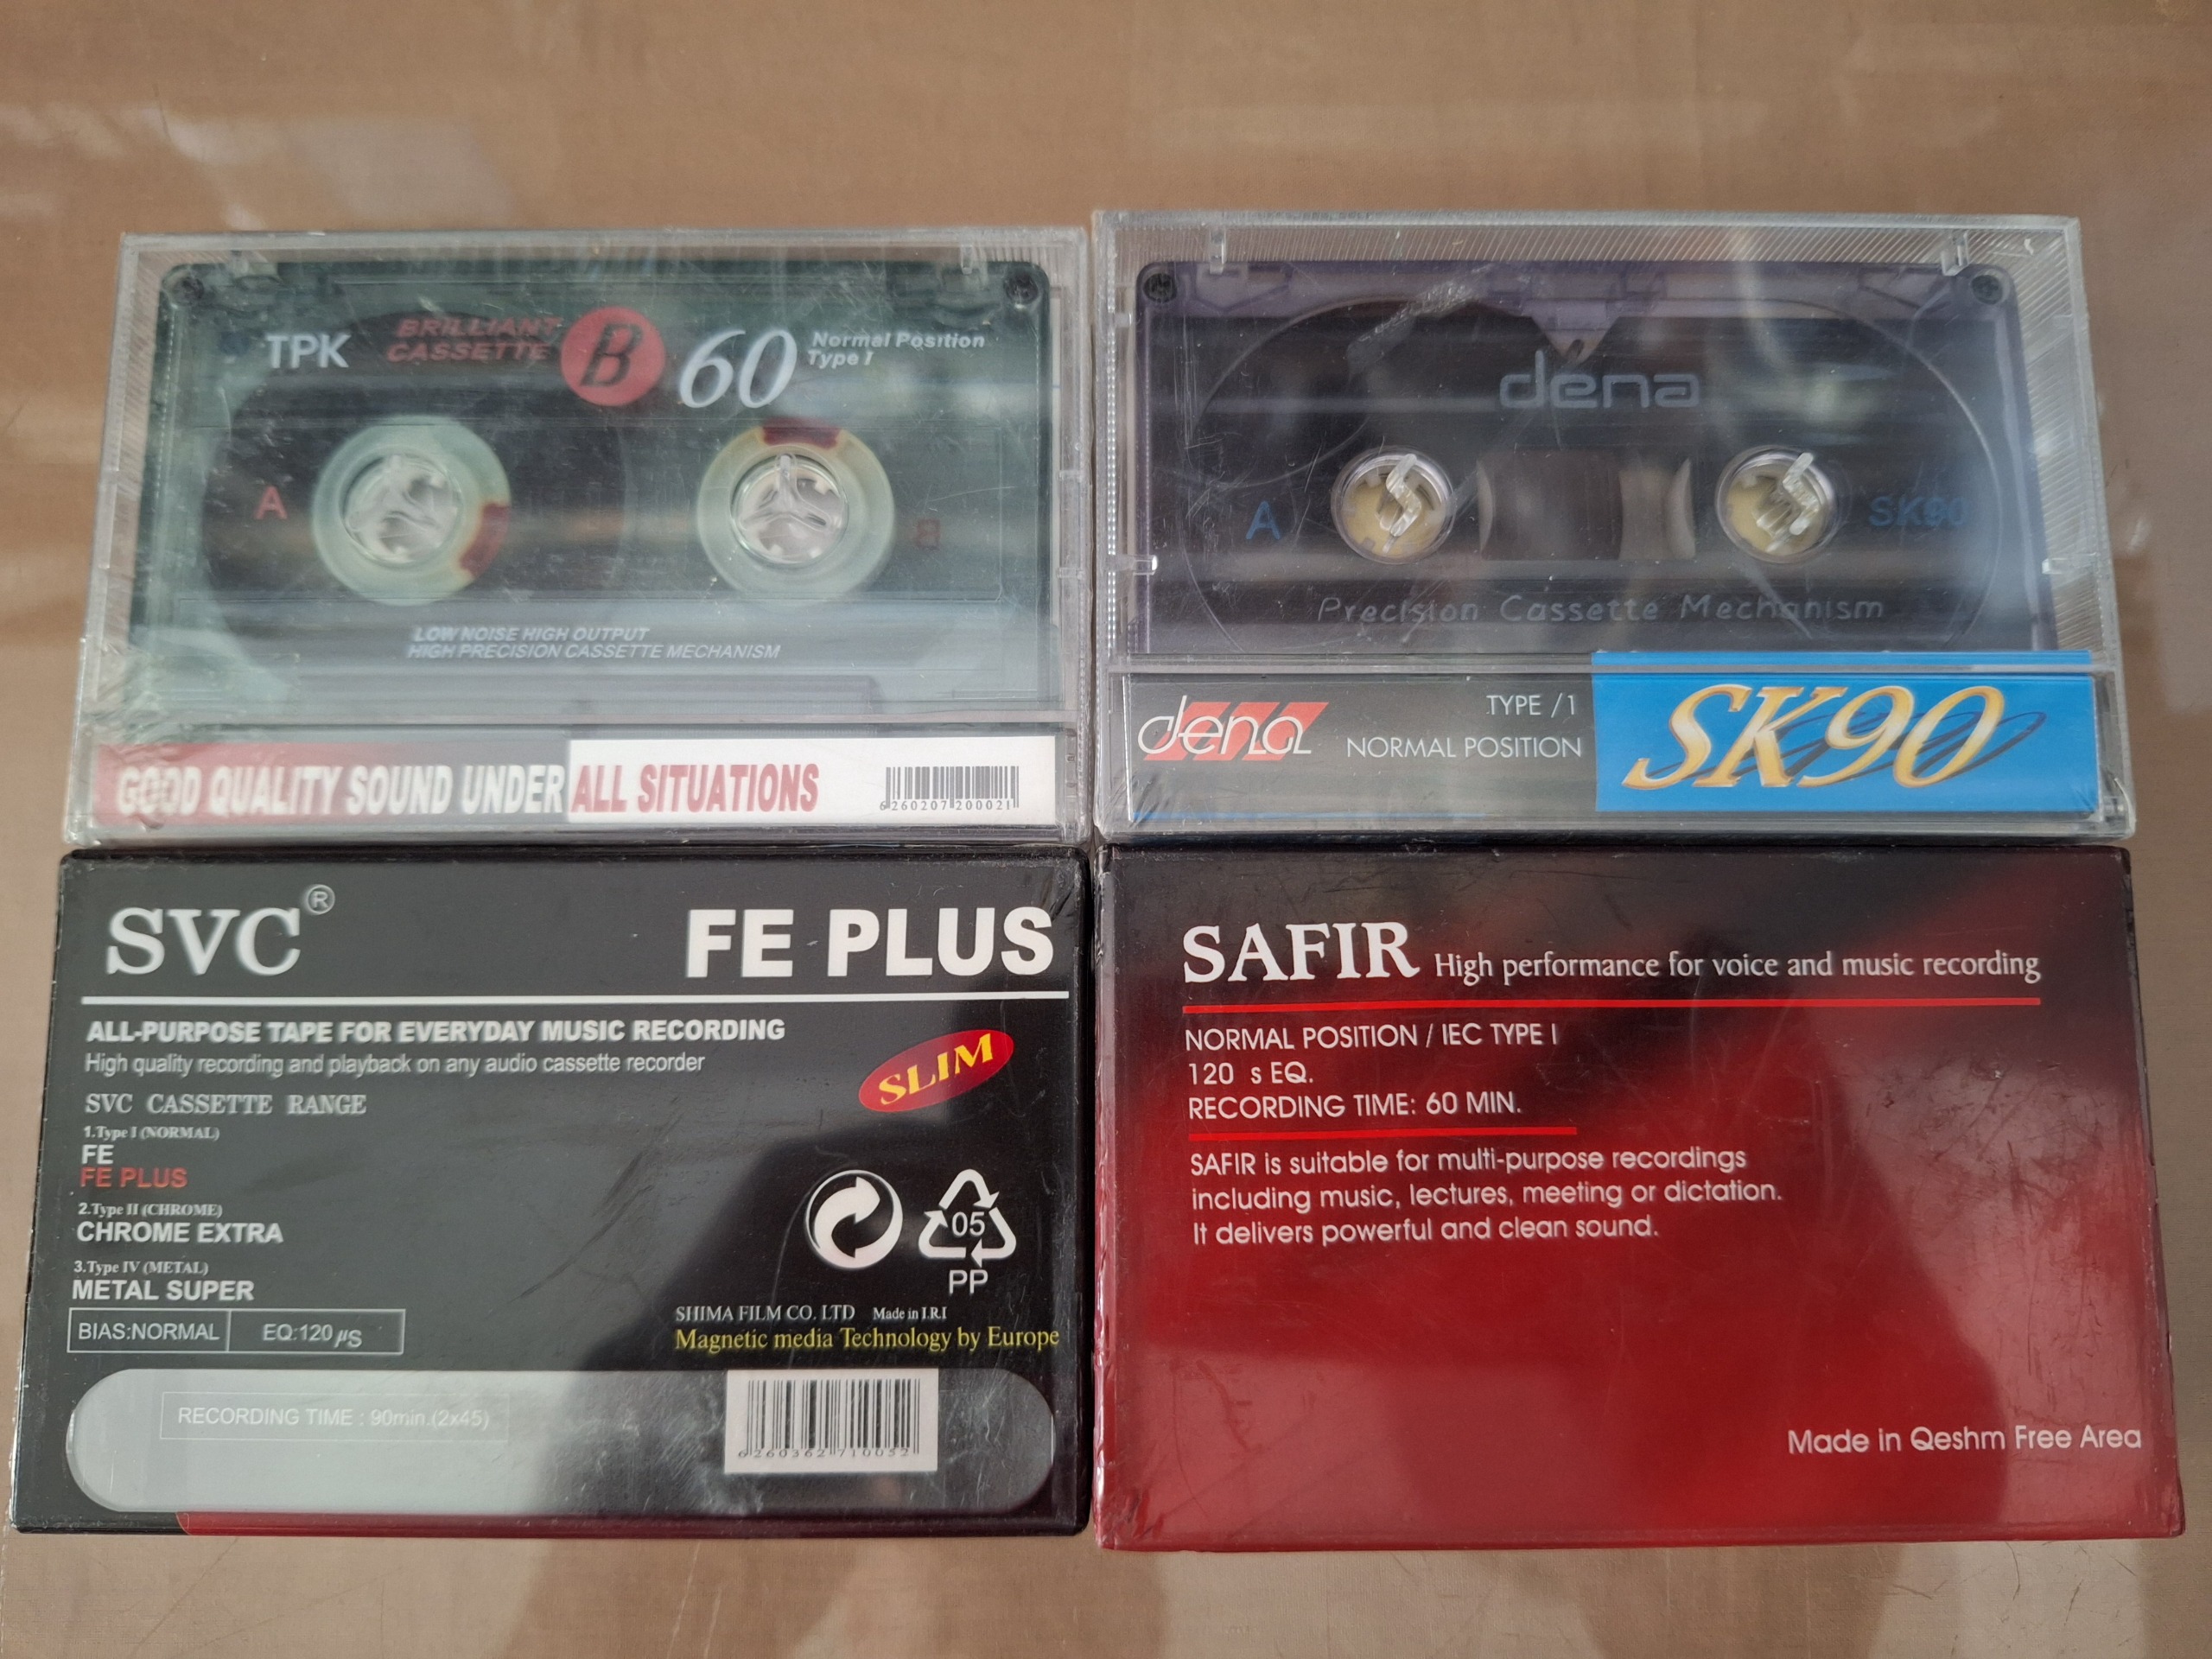 TPK
BRILLIANT
CASSETTE
B
60
Normal Position
Type I
A
B
LOW NOISE HIGH OUTPUT
HIGH PRECISION CASSETTE MECHANISM
GOOD QUALITY SOUND UNDER ALL SITUATIONS
6260207200021
dena
A
SK90
Precision Cassette Mechanism
dena
TYPE /1
NORMAL POSITION
SK90
SVC®
FE PLUS
ALL-PURPOSE TAPE FOR EVERYDAY MUSIC RECORDING
High quality recording and playback on any audio cassette recorder
SLIM
SVC CASSETTE RANGE
1.Type I (NORMAL)
FE
FE PLUS
2.Type II (CHROME)
CHROME EXTRA
3.Type IV (METAL)
METAL SUPER
05
PP
BIAS:NORMAL
EQ:120 µS
SHIMA FILM CO. LTD Made in I.R.I
Magnetic media Technology by Europe
RECORDING TIME : 90min.(2x45)
6260362710052
SAFIR High performance for voice and music recording
NORMAL POSITION / IEC TYPE I
120 s EQ.
RECORDING TIME: 60 MIN.
SAFIR is suitable for multi-purpose recordings
including music, lectures, meeting or dictation.
It delivers powerful and clean sound.
Made in Qeshm Free Area